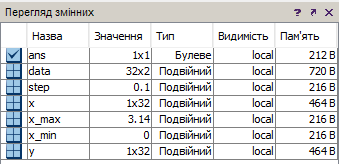 Перегляд змінних
Назва Значення Тип Видимість Пам'ять
ans 1x1 Булеве local 212 B
data 32x2 Подвійний local 720 B
step 0.1 Подвійний local 216 B
x 1x32 Подвійний local 464 B
x_max 3.14 Подвійний local 216 B
x_min 0 Подвійний local 216 B
y 1x32 Подвійний local 464 B